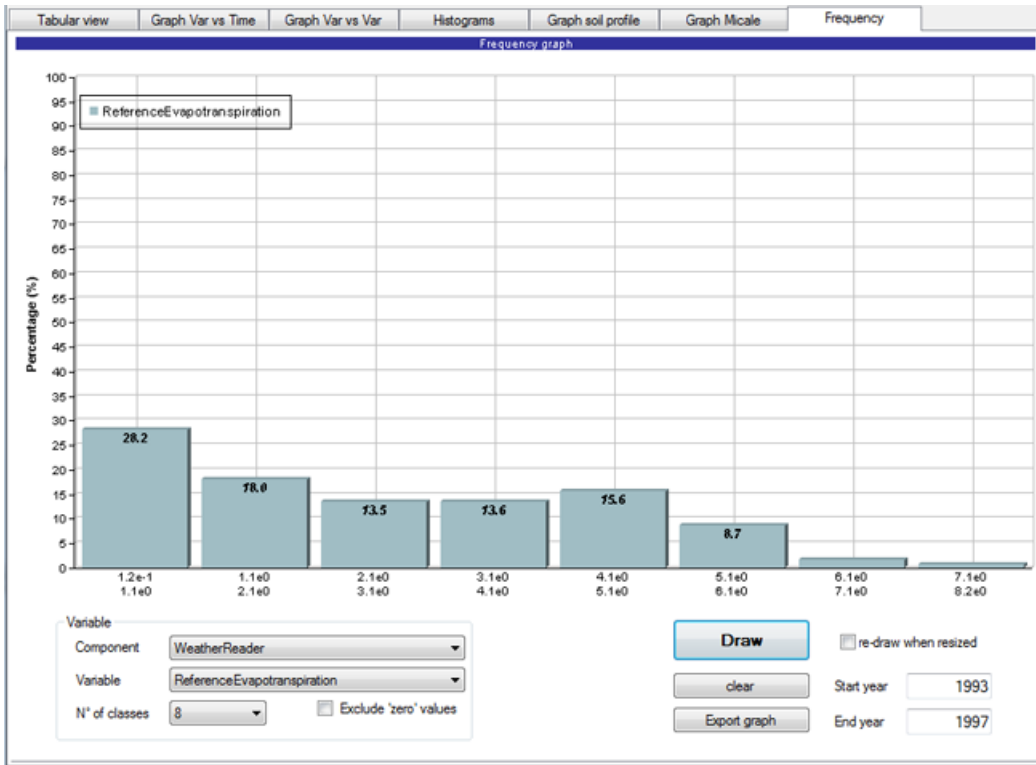 Tabular view Graph Var vs Time Graph Var vs Var Histograms Graph soil profile Graph Micale Frequency
Frequency graph
100
95
90
85
80
75
70
65
60
55
50
45
40
35
30
25
20
15
10
5
0
Percentage (%)
ReferenceEvapotranspiration
28.2 18.0 13.5 13.6 15.6 8.7
1.2e-1 1.1e0 2.1e0 3.1e0 4.1e0 5.1e0 6.1e0 7.1e0
1.1e0 2.1e0 3.1e0 4.1e0 5.1e0 6.1e0 7.1e0 8.2e0
Variable
Component WeatherReader
Variable ReferenceEvapotranspiration
N° of classes 8 Exclude 'zero' values
Draw re-draw when resized
clear Start year 1993
Export graph End year 1997